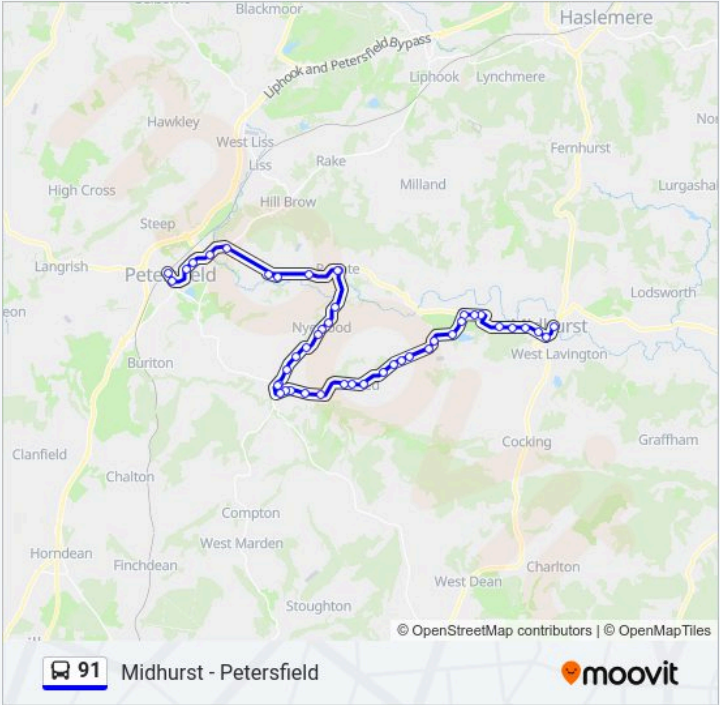 Blackmoor
Haslemere
Liphook and Petersfield Bypass
Liphook
Lynchmere
Hawkley
West Liss
Liss
Rake
Fernhurst
Milland
High Cross
Hill Brow
Steep
Langrish
Lodsworth
West Lavington
Buriton
Cocking
Graffham
Clanfield
Chalton
Compton
West Marden
Horndean
Finchdean
Charlton
West Dean
Stoughton
© OpenStreetMap contributors | © OpenMapTiles
91 Midhurst - Petersfield
moovit